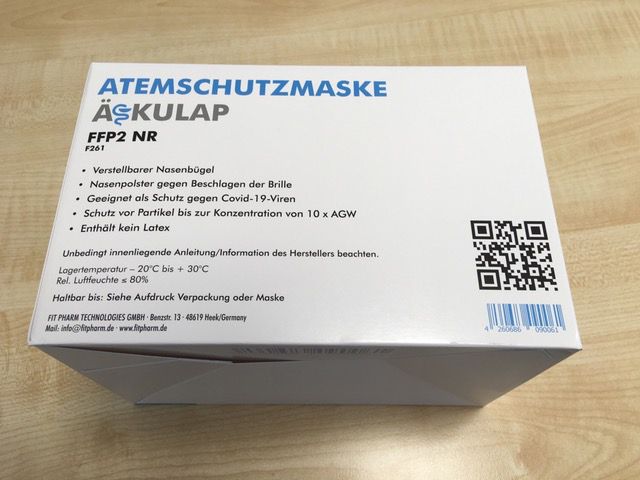 ATEMSCHUTZMASKE
ÄSKULAP
FFP2 NR
F261
• Verstellbarer Nasenbügel
• Nasenpolster gegen Beschlagen der Brille
• Geeignet als Schutz gegen Covid-19-Viren
• Schutz vor Partikel bis zur Konzentration von 10 x AGW
• Enthält kein Latex
Unbedingt innenliegende Anleitung/Information des Herstellers beachten.
Lagertemperatur – 20°C bis + 30°C
Rel. Luftfeuchte ≤ 80%
Haltbar bis: Siehe Aufdruck Verpackung oder Maske
FIT PHARM TECHNOLOGIES GMBH · Benzstr. 13 · 48619 Heek/Germany
Mail: info@fitpharm.de · www.fitpharm.de
4 260686 090061